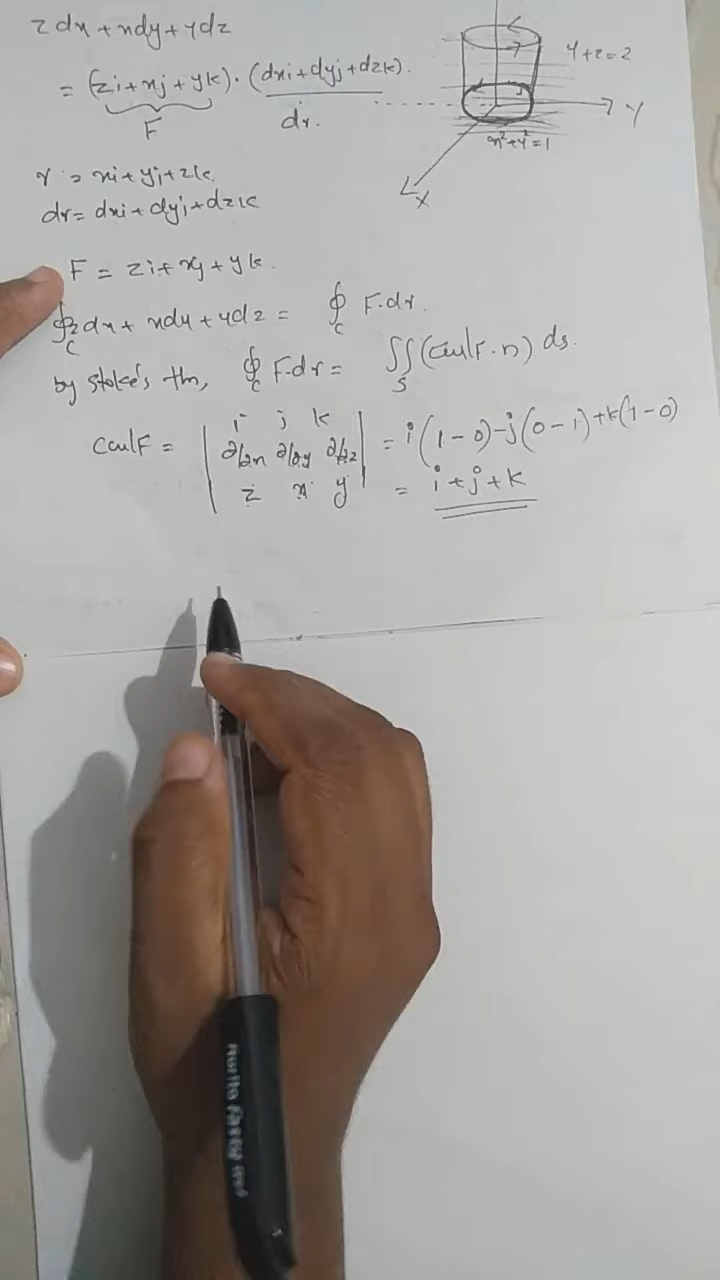 zdx + xdy + ydz
= (zi + xj + yk) · (dxi + dyj + dzk).
F
dr.
y + z = 2
Y
x² + y² = 1
X
r = xi + yj + zk.
dr = dxi + dyj + dzk
F = zi + xj + yk.
∮c zdx + xdy + ydz = ∮c F.dr.
by stoke's thm, ∮c F.dr = ∬s (curlF . n) ds.
i j k
curlF = | ∂/∂x ∂/∂y ∂/∂z | = i(1-0) - j(0-1) + k(1-0)
z x y = i + j + k